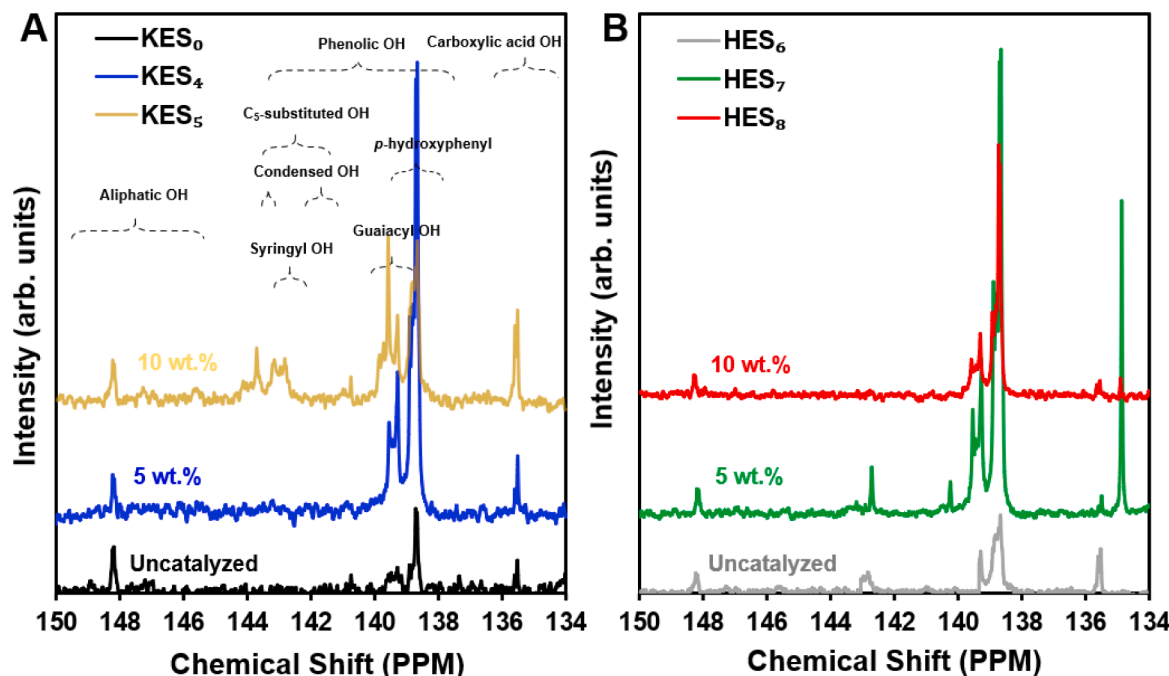 A
KES₀
KES₄
KES₅
Phenolic OH
Carboxylic acid OH
C₅-substituted OH
p-hydroxyphenyl
Condensed OH
Aliphatic OH
Guaiacyl OH
Syringyl OH
10 wt.%
5 wt.%
Uncatalyzed
Intensity (arb. units)
150 148 146 144 142 140 138 136 134
Chemical Shift (PPM)
B
HES₆
HES₇
HES₈
10 wt.%
5 wt.%
Uncatalyzed
Intensity (arb. units)
150 148 146 144 142 140 138 136 134
Chemical Shift (PPM)